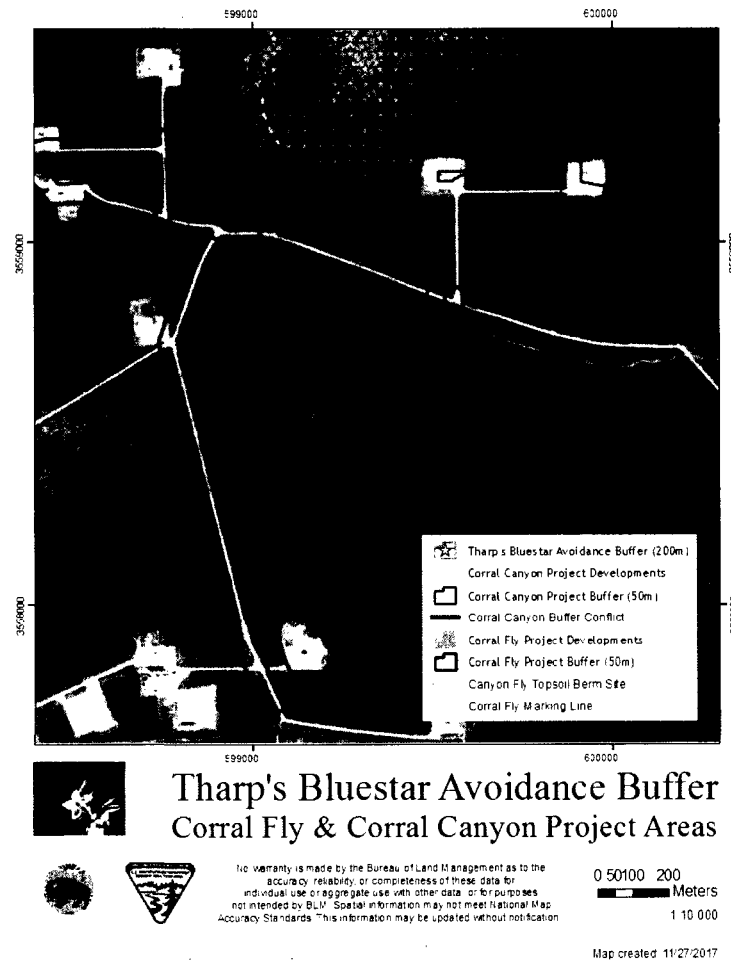 599000
600000
3559000
3559000
3558000
3558000
Tharp's Bluestar Avoidance Buffer (200m)
Corral Canyon Project Developments
Corral Canyon Project Buffer (50m)
Corral Canyon Buffer Conflict
Corral Fly Project Developments
Corral Fly Project Buffer (50m)
Canyon Fly Topsoil Berm Site
Corral Fly Marking Line
599000
600000
Tharp's Bluestar Avoidance Buffer
Corral Fly & Corral Canyon Project Areas
No warranty is made by the Bureau of Land Management as to the
accuracy, reliability, or completeness of these data for
individual use or aggregate use with other data, or for purposes
not intended by BLM. Spatial information may not meet National Map
Accuracy Standards. This information may be updated without notification.
0 50100 200
Meters
1:10,000
Map created: 11/27/2017